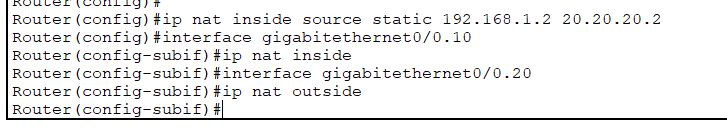 Router(config)#
Router(config)#ip nat inside source static 192.168.1.2 20.20.20.2
Router(config)#interface gigabitethernet0/0.10
Router(config-subif)#ip nat inside
Router(config-subif)#interface gigabitethernet0/0.20
Router(config-subif)#ip nat outside
Router(config-subif)#